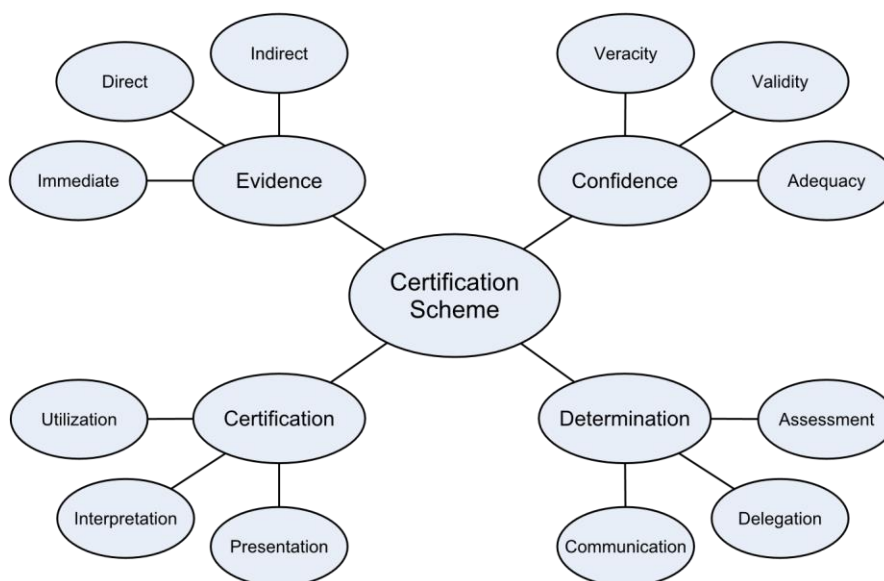 Indirect
Veracity
Direct
Validity
Immediate
Evidence
Confidence
Adequacy
Certification
Scheme
Utilization
Certification
Determination
Assessment
Interpretation
Delegation
Presentation
Communication